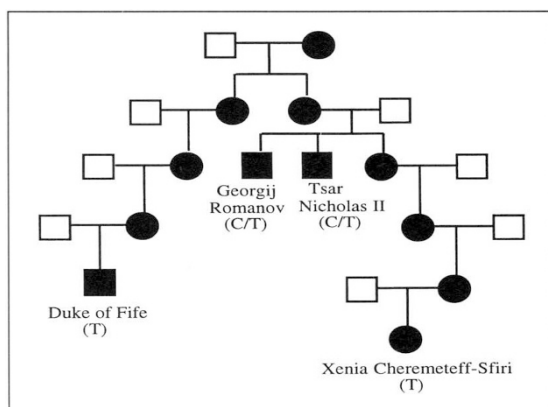 Georgij
Romanov
(C/T)
Tsar
Nicholas II
(C/T)
Duke of Fife
(T)
Xenia Cheremeteff-Sfiri
(T)